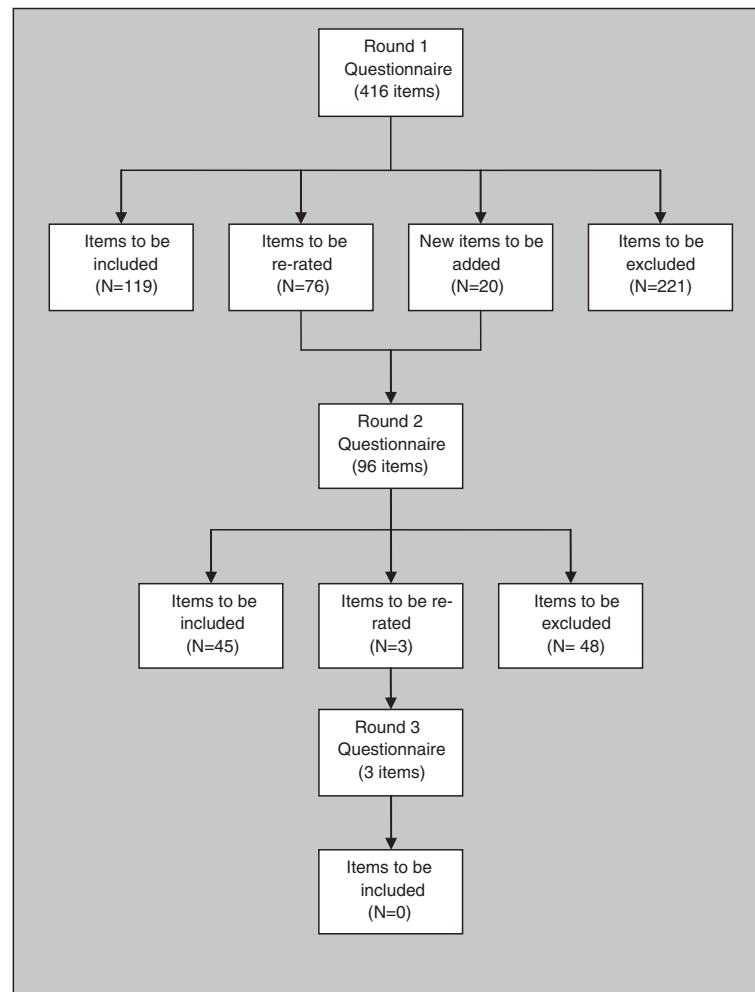 Round 1
Questionnaire
(416 items)
Items to be
included
(N=119)
Items to be
re-rated
(N=76)
New items to be
added
(N=20)
Items to be
excluded
(N=221)
Round 2
Questionnaire
(96 items)
Items to be
included
(N=45)
Items to be re-
rated
(N=3)
Items to be
excluded
(N= 48)
Round 3
Questionnaire
(3 items)
Items to be
included
(N=0)